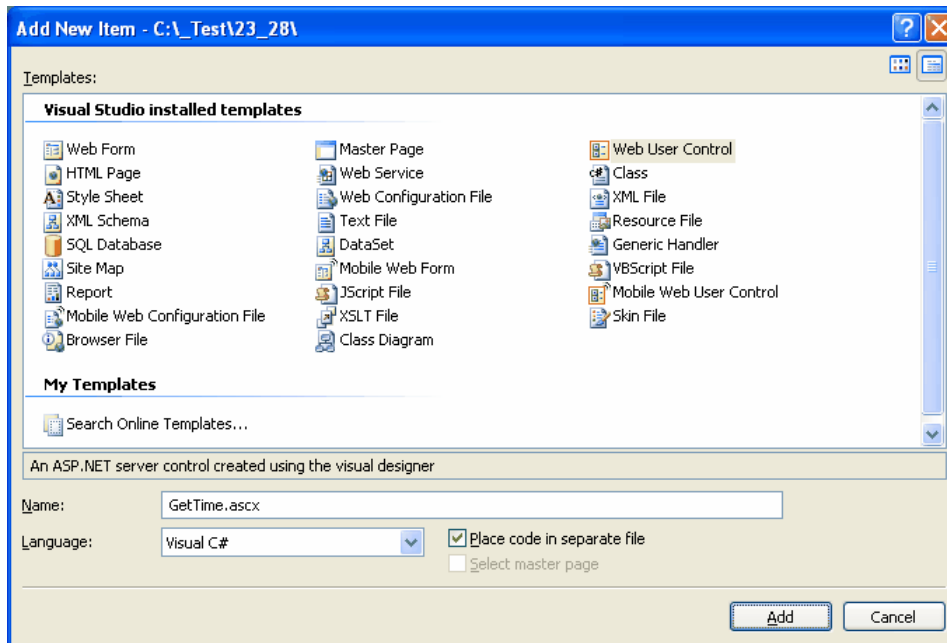 Add New Item - C:\_Test\23_28\
Templates:
Visual Studio installed templates
Web Form Master Page Web User Control
HTML Page Web Service Class
Style Sheet Web Configuration File XML File
XML Schema Text File Resource File
SQL Database DataSet Generic Handler
Site Map Mobile Web Form VBScript File
Report JScript File Mobile Web User Control
Mobile Web Configuration File XSLT File Skin File
Browser File Class Diagram
My Templates
Search Online Templates...
An ASP.NET server control created using the visual designer
Name: GetTime.ascx
Language: Visual C# Place code in separate file
Select master page
Add Cancel